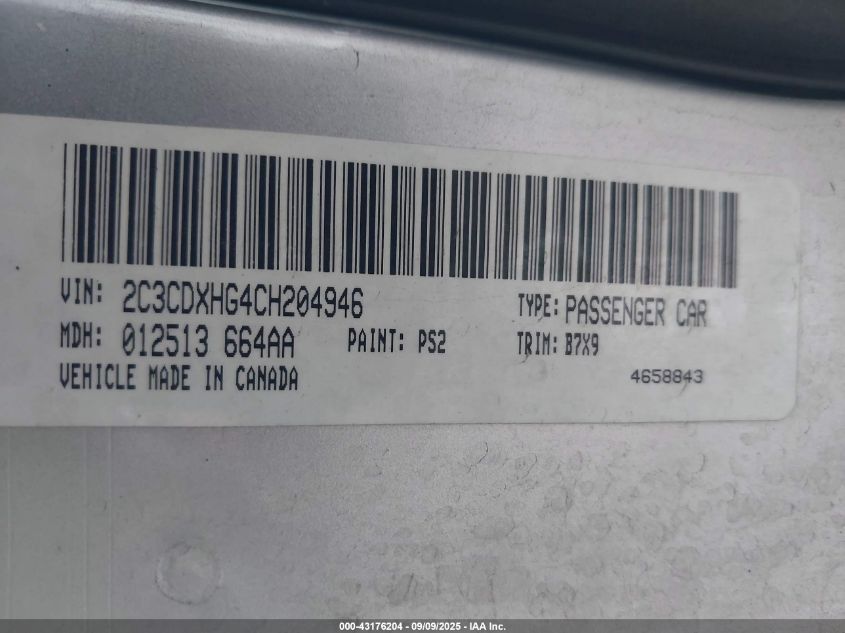 VIN: 2C3CDXHG4CH204946 TYPE: PASSENGER CAR
MDH: 012513 664AA PAINT: PS2 TRIM: B7X9
VEHICLE MADE IN CANADA 4658843
000-43176204 - 09/09/2025 - IAA Inc.